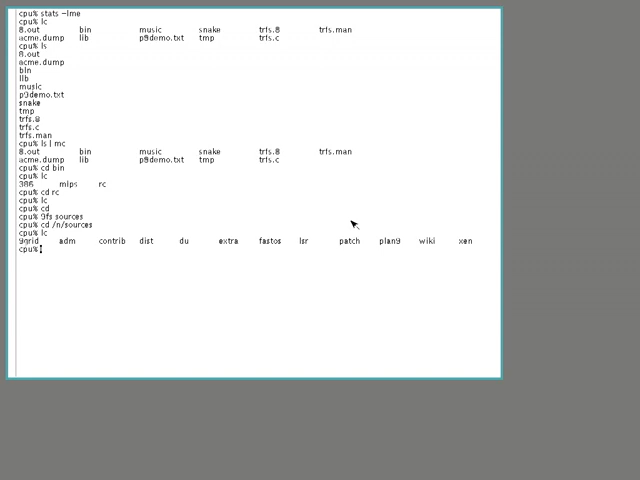 cpu% stats -lme
cpu% lc
8.out bin music snake trfs.8 trfs.man
acme.dump lib p9demo.txt tmp trfs.c
cpu% ls
8.out
acme.dump
bin
lib
music
p9demo.txt
snake
tmp
trfs.8
trfs.c
trfs.man
cpu% ls | mc
8.out bin music snake trfs.8 trfs.man
acme.dump lib p9demo.txt tmp trfs.c
cpu% cd bin
cpu% lc
386 mips rc
cpu% cd rc
cpu% lc
cpu% cd
cpu% 9fs sources
cpu% cd /n/sources
cpu% lc
9grid adm contrib dist du extra fastos lsr patch plan9 wiki xen
cpu%